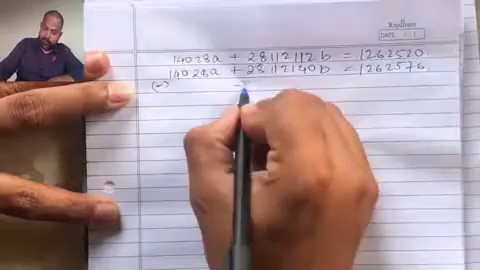 Rajdhani
DATE / /
14028a + 28112112b = 1262520.
14028a + 28112140b = 1262576.
(-)